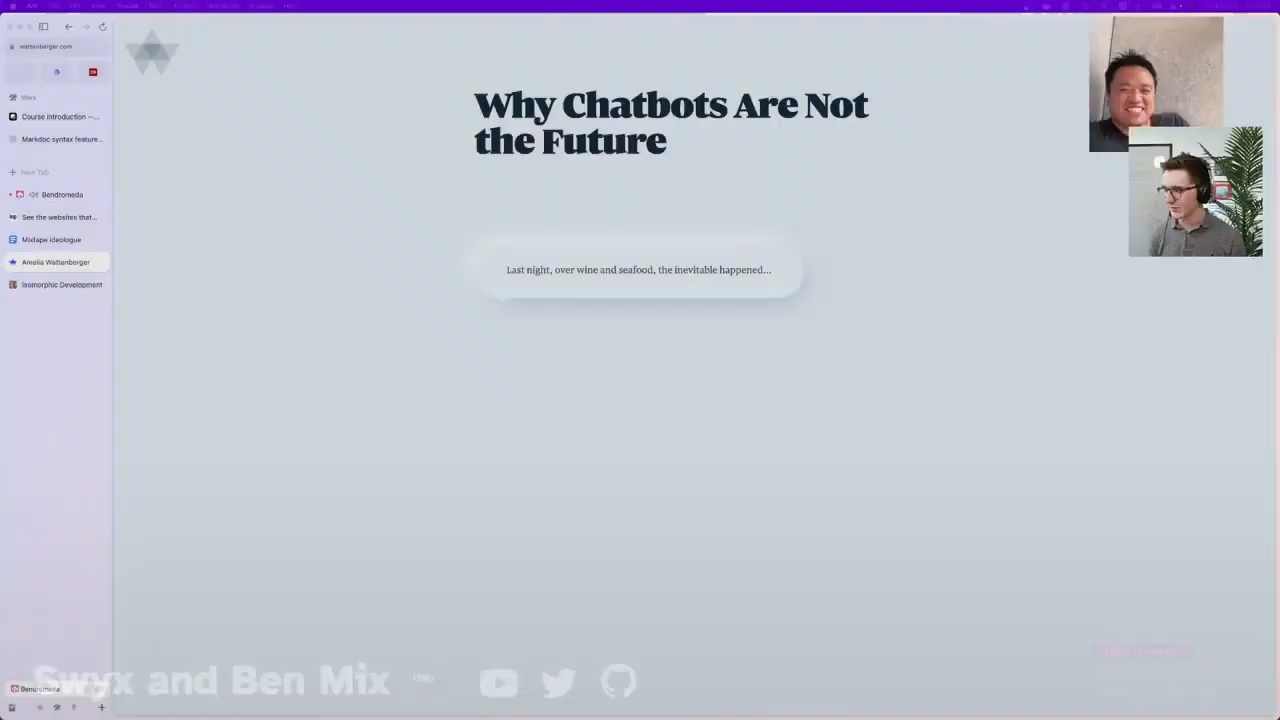 wattenberger.com
Work
Course introduction —...
Markdoc syntax feature...
New Tab
Bendromeda
See the websites that...
Mixtape ideologue
Amelia Wattenberger
Isomorphic Development
Why Chatbots Are Not
the Future
Last night, over wine and seafood, the inevitable happened...
Swyx and Ben Mix
Bendromeda